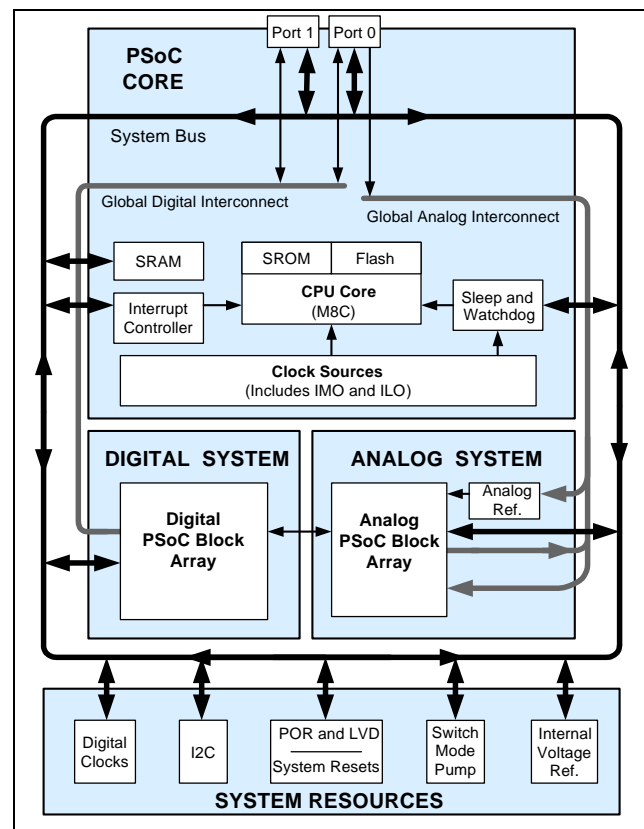 Port 1
Port 0
PSoC
CORE
System Bus
Global Digital Interconnect
Global Analog Interconnect
SRAM
SROM
Flash
CPU Core
(M8C)
Interrupt
Controller
Sleep and
Watchdog
Clock Sources
(Includes IMO and ILO)
DIGITAL SYSTEM
ANALOG SYSTEM
Digital
PSoC Block
Array
Analog
PSoC Block
Array
Analog
Ref.
Digital
Clocks
I2C
POR and LVD
System Resets
Switch
Mode
Pump
Internal
Voltage
Ref.
SYSTEM RESOURCES